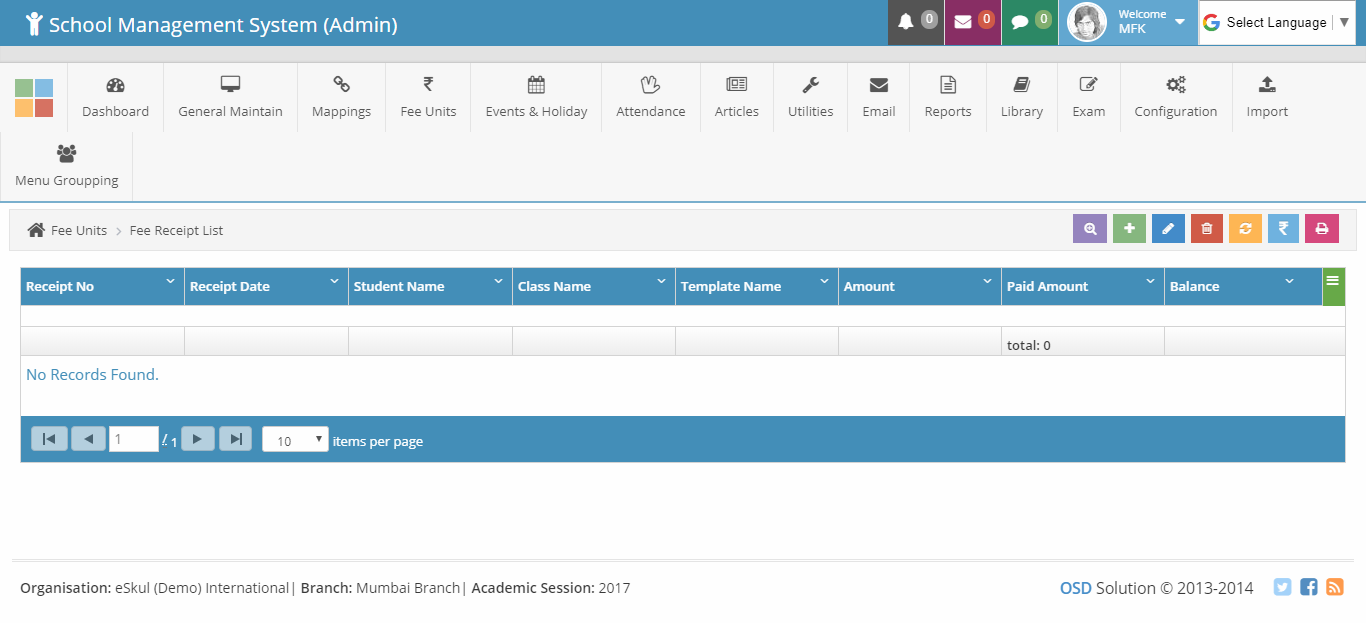 School Management System (Admin)
0
0
0
Welcome
MFK
Select Language
Dashboard
General Maintain
Mappings
Fee Units
Events & Holiday
Attendance
Articles
Utilities
Email
Reports
Library
Exam
Configuration
Import
Menu Groupping
Fee Units > Fee Receipt List
Receipt No
Receipt Date
Student Name
Class Name
Template Name
Amount
Paid Amount
Balance
total: 0
No Records Found.
1 / 1 10 items per page
Organisation: eSkul (Demo) International| Branch: Mumbai Branch| Academic Session: 2017
OSD Solution © 2013-2014